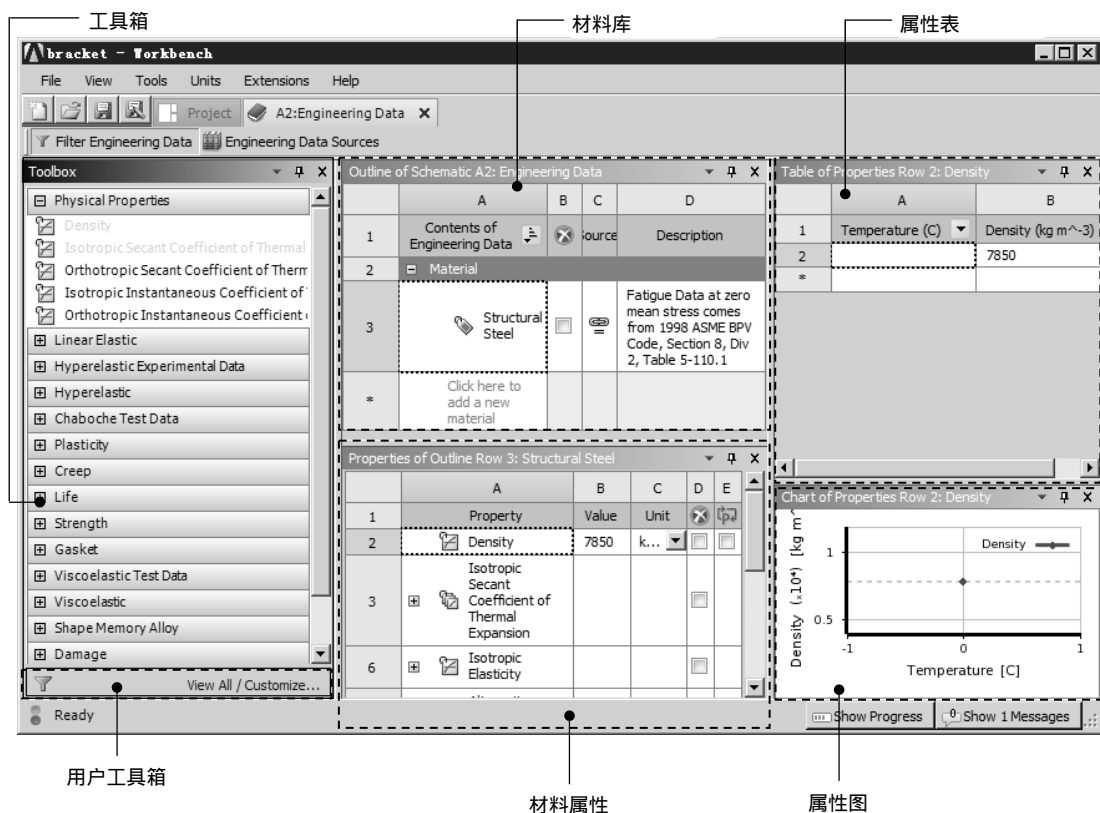 工具箱
材料库
属性表
bracket - Workbench
File View Tools Units Extensions Help
Project A2:Engineering Data
Filter Engineering Data Engineering Data Sources
Toolbox
Physical Properties
Density
Isotropic Secant Coefficient of Thermal
Orthotropic Secant Coefficient of Therm
Isotropic Instantaneous Coefficient of
Orthotropic Instantaneous Coefficient
Linear Elastic
Hyperelastic Experimental Data
Hyperelastic
Chaboche Test Data
Plasticity
Creep
Life
Strength
Gasket
Viscoelastic Test Data
Viscoelastic
Shape Memory Alloy
Damage
View All / Customize...
Outline of Schematic A2: Engineering Data
A B C D
1 Contents of
Engineering Data
Source
Description
2 Material
3 Structural
Steel
Fatigue Data at zero
mean stress comes
from 1998 ASME BPV
Code, Section 8, Div
2, Table 5-110.1
* Click here to
add a new
material
Properties of Outline Row 3: Structural Steel
A B C D E
1 Property Value Unit
2 Density 7850 k...
3 Isotropic
Secant
Coefficient of
Thermal
Expansion
6 Isotropic
Elasticity
Table of Properties Row 2: Density
A B
1 Temperature (C) Density (kg m^-3)
2 7850
*
Chart of Properties Row 2: Density
Density (x10⁴) [kg m^
1
0.5
Density
-1 0 1
Temperature [C]
Ready
Show Progress 0 Show 1 Messages
用户工具箱
材料属性
属性图